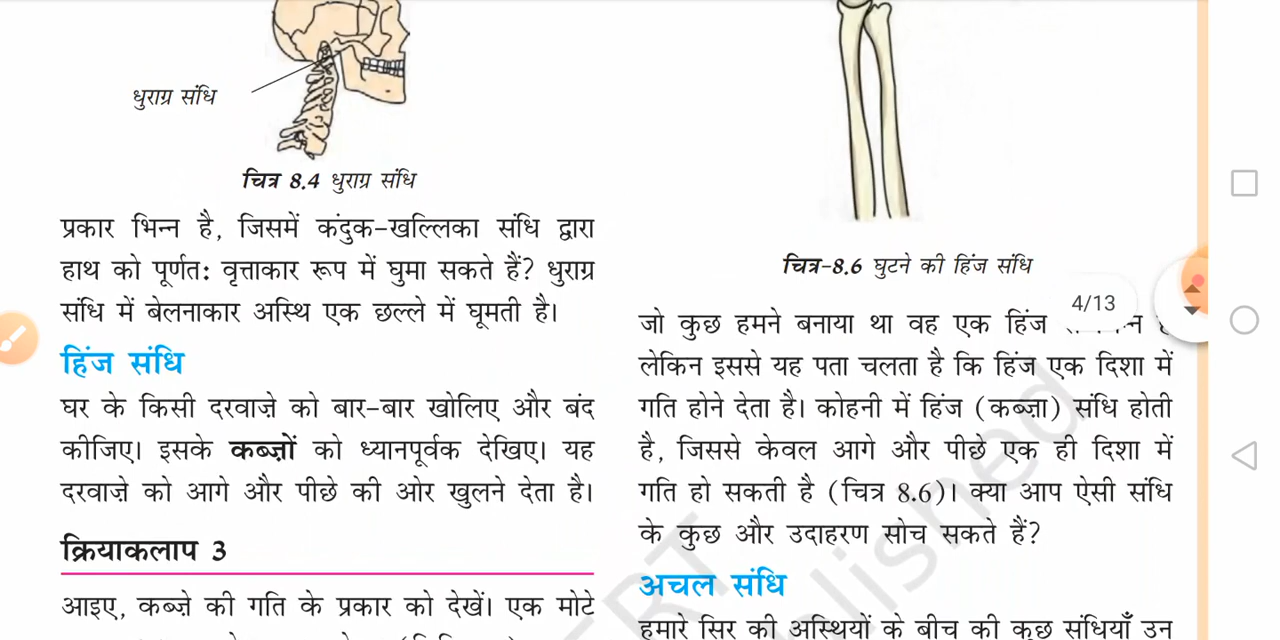 धुराग्र संधि
चित्र 8.4 धुराग्र संधि
प्रकार भिन्न है, जिसमें कंदुक-खल्लिका संधि द्वारा
हाथ को पूर्णत: वृत्ताकार रूप में घुमा सकते हैं? धुराग्र
संधि में बेलनाकार अस्थि एक छल्ले में घूमती है।
हिंज संधि
घर के किसी दरवाज़े को बार-बार खोलिए और बंद
कीजिए। इसके कब्ज़ों को ध्यानपूर्वक देखिए। यह
दरवाज़े को आगे और पीछे की ओर खुलने देता है।
क्रियाकलाप 3
आइए, कब्ज़े की गति के प्रकार को देखें। एक मोटे
चित्र-8.6 घुटने की हिंज संधि
4/13
जो कुछ हमने बनाया था वह एक हिंज
लेकिन इससे यह पता चलता है कि हिंज एक दिशा में
गति होने देता है। कोहनी में हिंज (कब्ज़ा) संधि होती
है, जिससे केवल आगे और पीछे एक ही दिशा में
गति हो सकती है (चित्र 8.6)। क्या आप ऐसी संधि
के कुछ और उदाहरण सोच सकते हैं?
अचल संधि
हमारे सिर की अस्थियों के बीच की कुछ संधियाँ उन